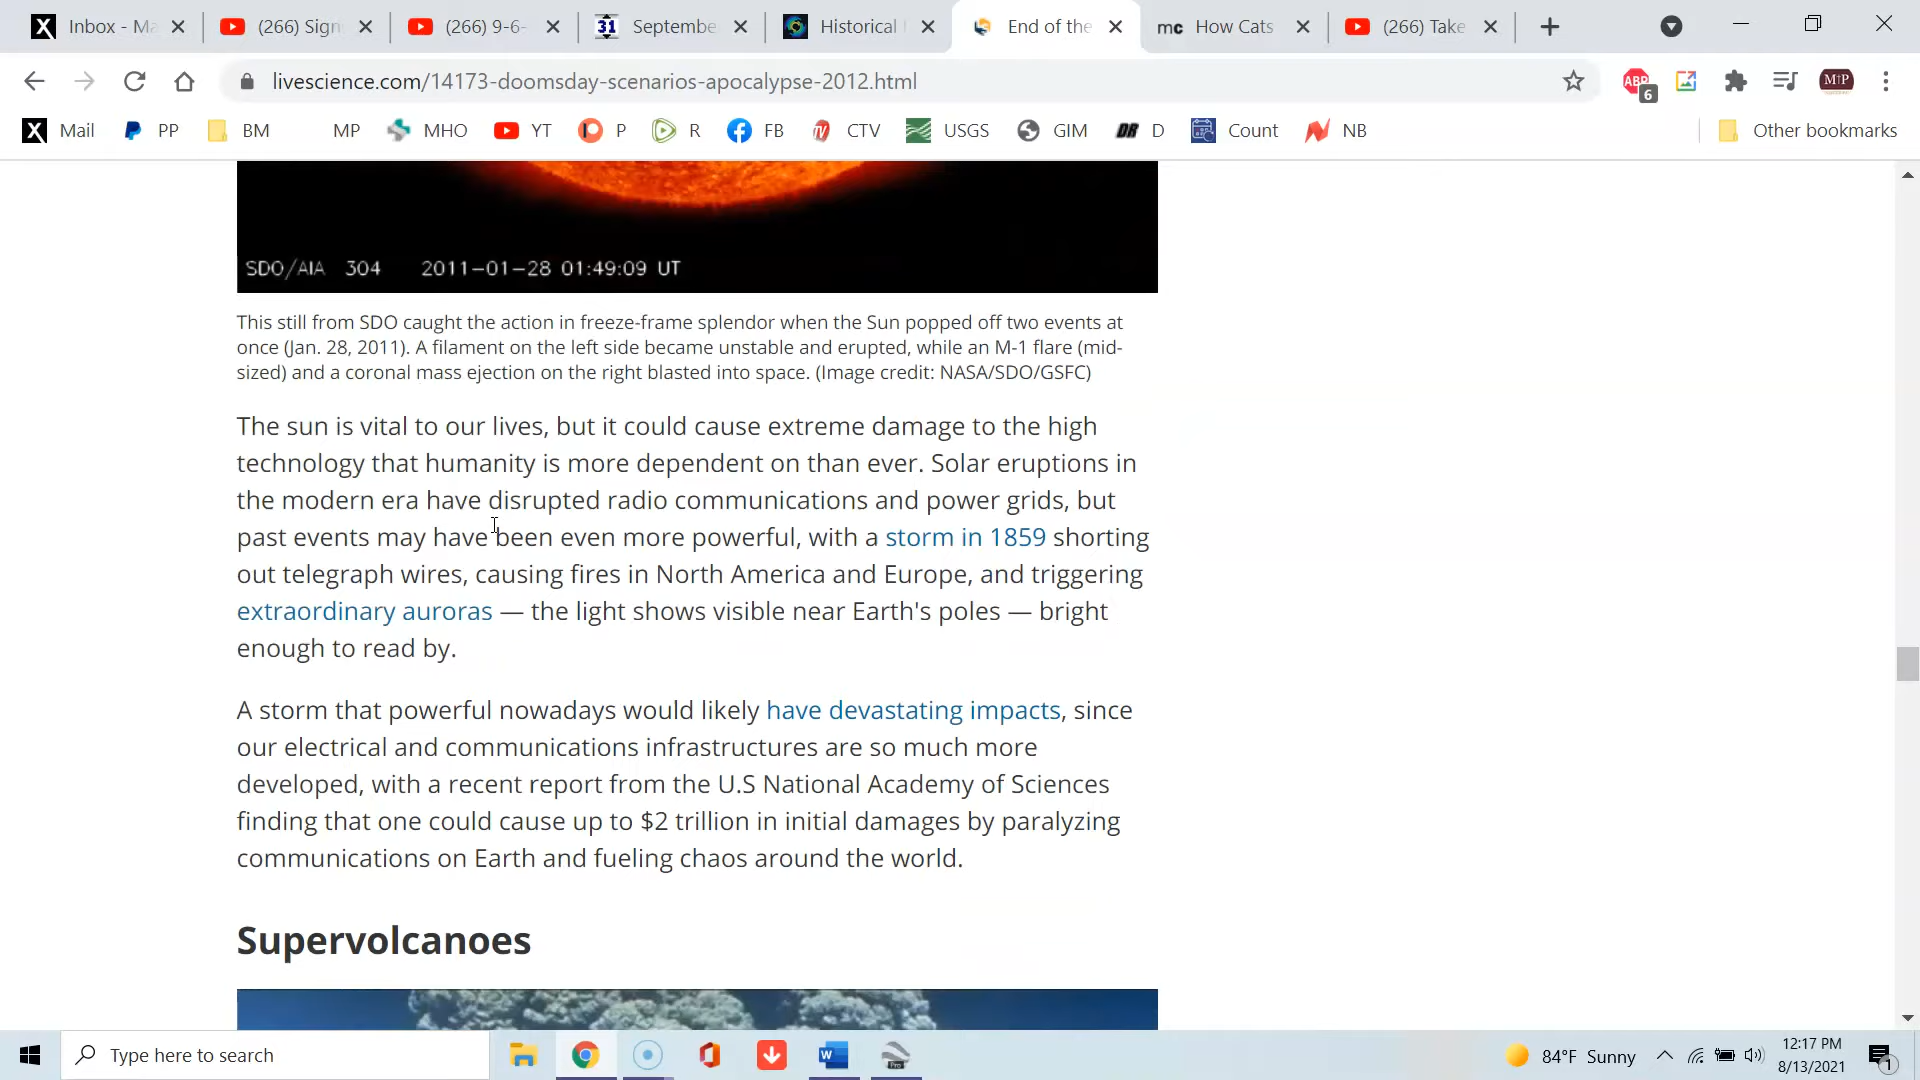 Inbox - Ma
(266) Sign
(266) 9-6-
31
Septembe
Historical
End of the
mc
How Cats
(266) Take
livescience.com/14173-doomsday-scenarios-apocalypse-2012.html
ABP
6
M↑P
X
Mail
PP
BM
MP
MHO
YT
P
R
FB
CTV
USGS
GIM
DR
D
Count
NB
Other bookmarks
SDO/AIA 304 2011-01-28 01:49:09 UT
This still from SDO caught the action in freeze-frame splendor when the Sun popped off two events at
once (Jan. 28, 2011). A filament on the left side became unstable and erupted, while an M-1 flare (mid-
sized) and a coronal mass ejection on the right blasted into space. (Image credit: NASA/SDO/GSFC)
The sun is vital to our lives, but it could cause extreme damage to the high
technology that humanity is more dependent on than ever. Solar eruptions in
the modern era have disrupted radio communications and power grids, but
past events may have been even more powerful, with a storm in 1859 shorting
out telegraph wires, causing fires in North America and Europe, and triggering
extraordinary auroras — the light shows visible near Earth's poles — bright
enough to read by.
A storm that powerful nowadays would likely have devastating impacts, since
our electrical and communications infrastructures are so much more
developed, with a recent report from the U.S National Academy of Sciences
finding that one could cause up to $2 trillion in initial damages by paralyzing
communications on Earth and fueling chaos around the world.
Supervolcanoes
Type here to search
W
Pro
84°F Sunny
12:17 PM
8/13/2021
1